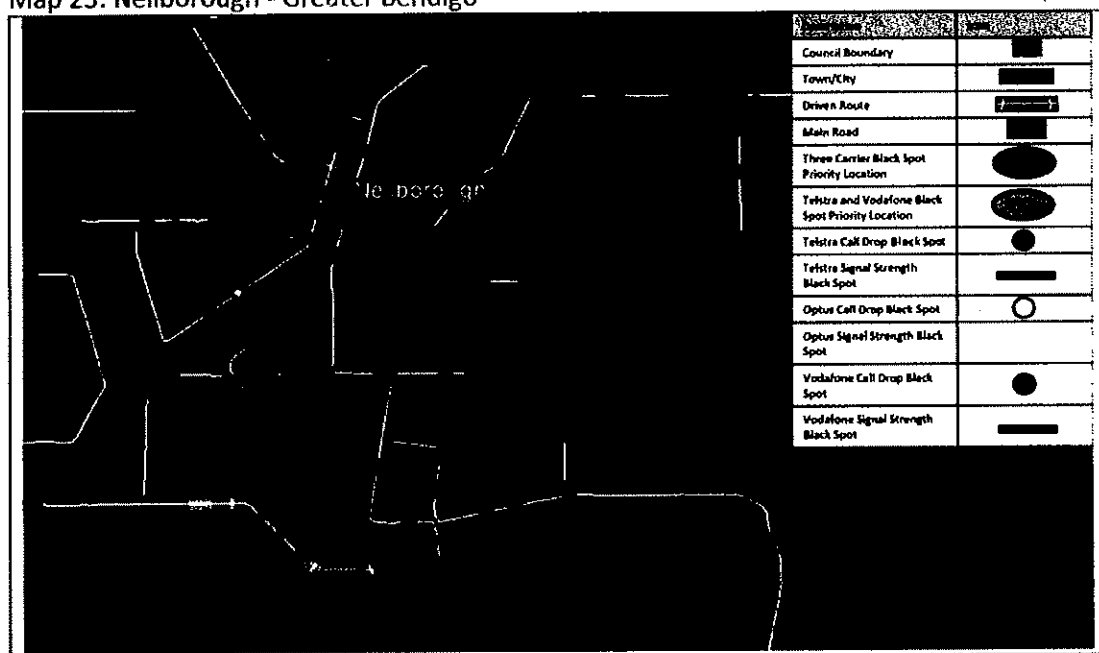 Map 23: Neilborough - Greater Bendigo
Council Boundary
Town/City
Driven Route
Main Road
Three Carrier Black Spot
Priority Location
Telstra and Vodafone Black
Spot Priority Location
Telstra Call Drop Black Spot
Telstra Signal Strength
Black Spot
Optus Call Drop Black Spot
Optus Signal Strength Black
Spot
Vodafone Call Drop Black
Spot
Vodafone Signal Strength
Black Spot